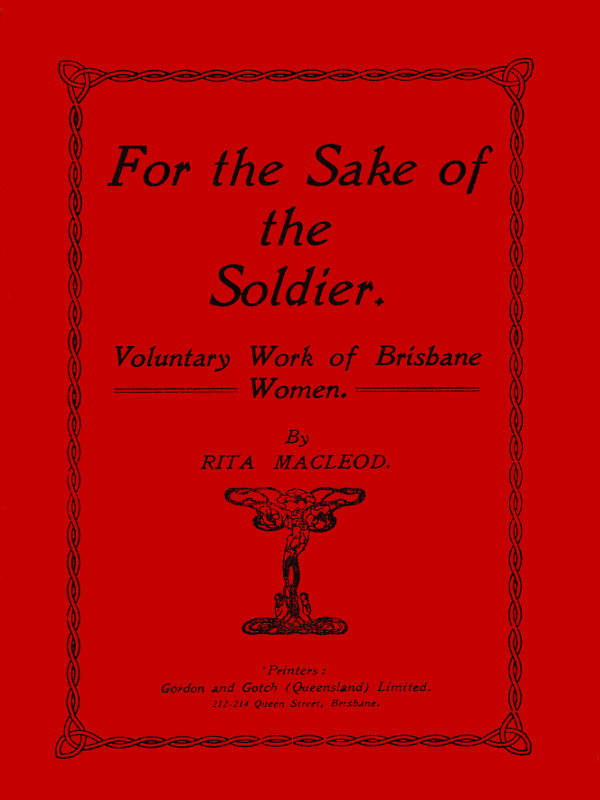 For the Sake of
the
Soldier.
Voluntary Work of Brisbane
Women.
By
RITA MACLEOD.
Printers:
Gordon and Gotch (Queensland) Limited.
212-214 Queen Street, Brisbane.